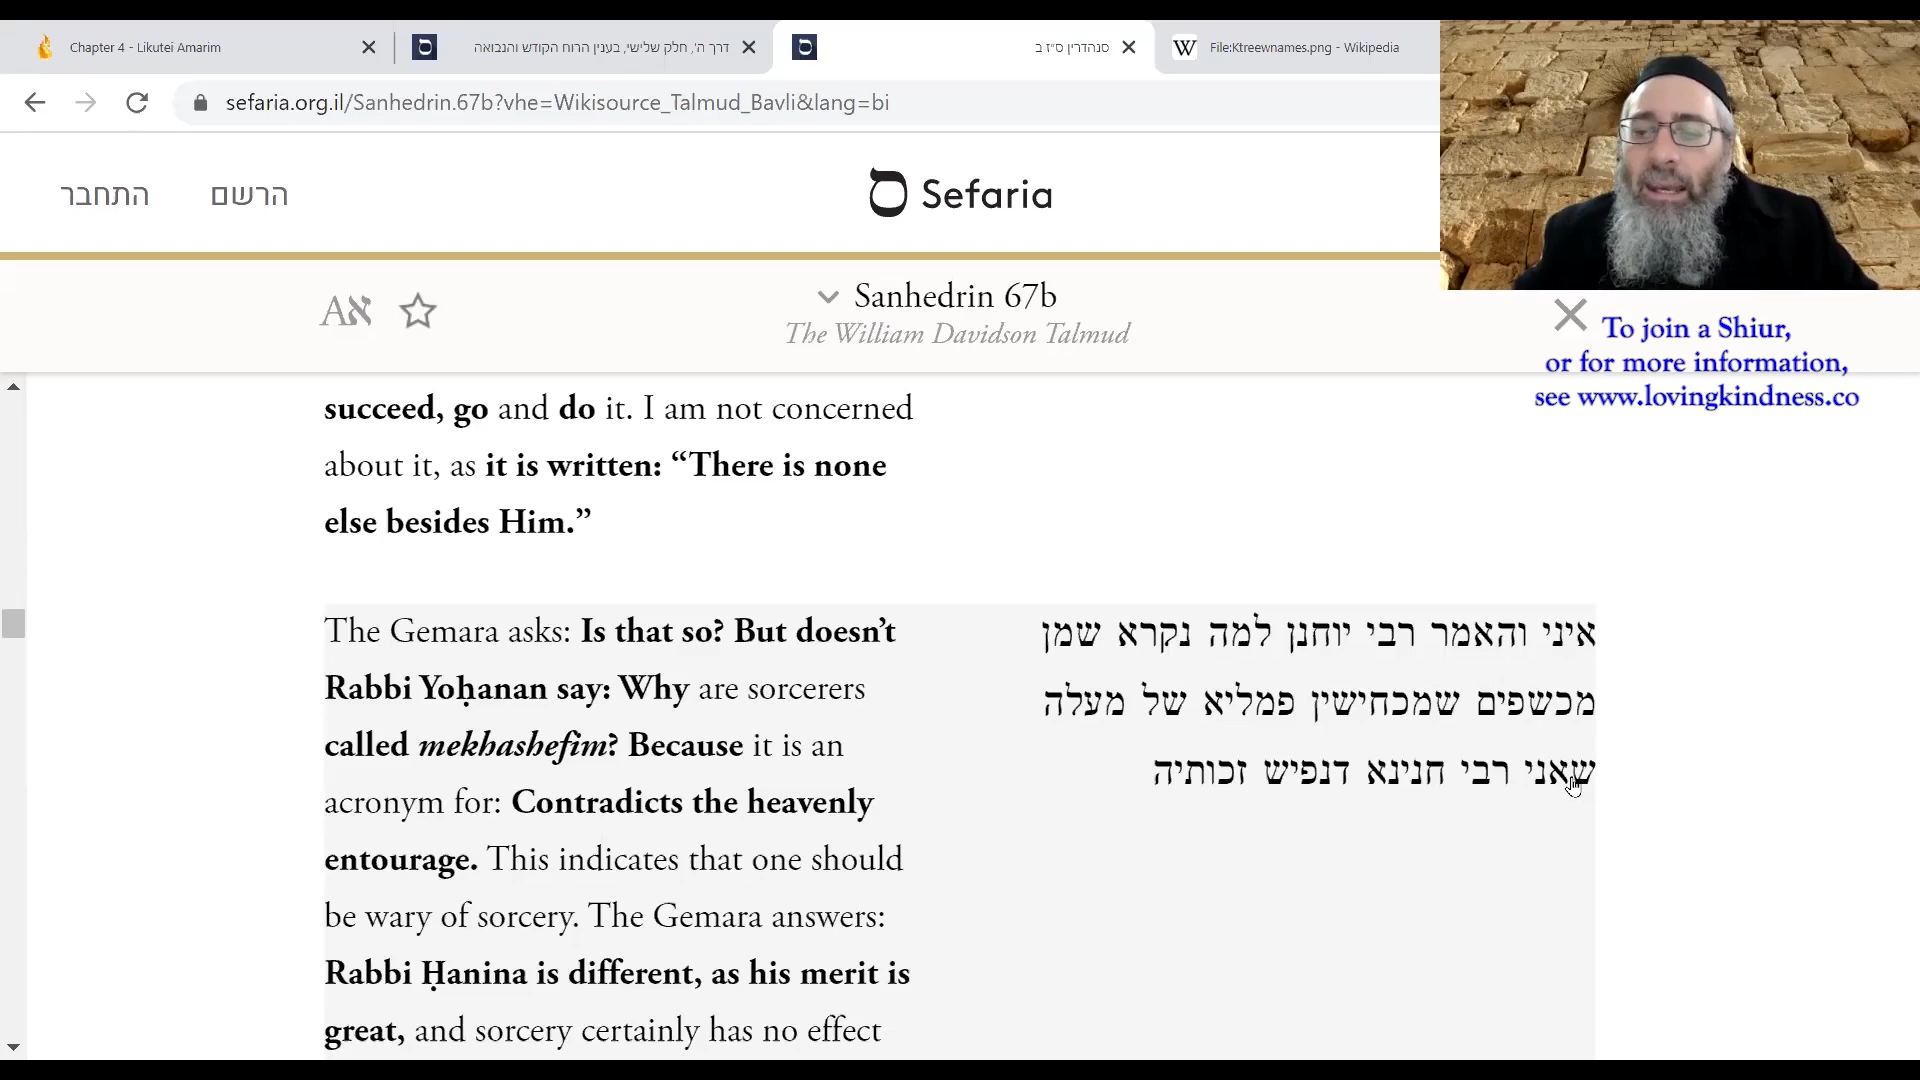 Chapter 4 - Likutei Amarim
דרך ה', חלק שלישי, בענין הרוח הקודש והנבואה
סנהדרין ס״ז ב
W File:Ktreewnames.png - Wikipedia
sefaria.org.il/Sanhedrin.67b?vhe=Wikisource_Talmud_Bavli&lang=bi
הרשם התחבר
Sefaria
Aא
Sanhedrin 67b
The William Davidson Talmud
To join a Shiur,
or for more information,
see www.lovingkindness.co
succeed, go and do it. I am not concerned
about it, as it is written: “There is none
else besides Him.”
The Gemara asks: Is that so? But doesn’t
Rabbi Yoḥanan say: Why are sorcerers
called mekhashefim? Because it is an
acronym for: Contradicts the heavenly
entourage. This indicates that one should
be wary of sorcery. The Gemara answers:
Rabbi Ḥanina is different, as his merit is
great, and sorcery certainly has no effect
איני והאמר רבי יוחנן למה נקרא שמן
מכשפים שמכחישין פמליא של מעלה
שאני רבי חנינא דנפיש זכותיה